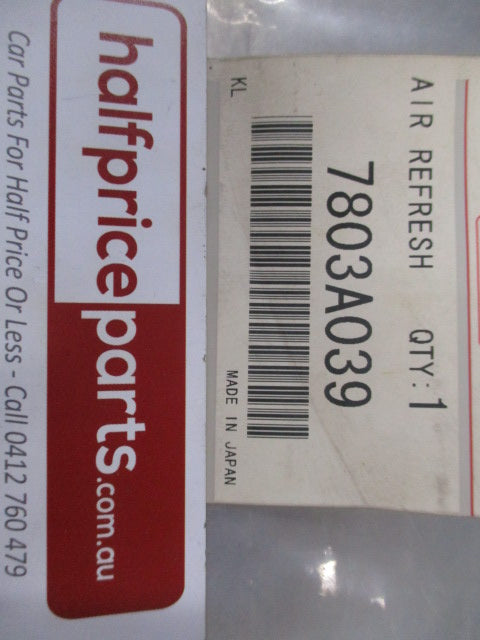 AIR REFRESH QTY:1
7803A039
KL MADE IN JAPAN
halfpriceparts.com.au
Car Parts For Half Price Or Less - Call 0412 760 479